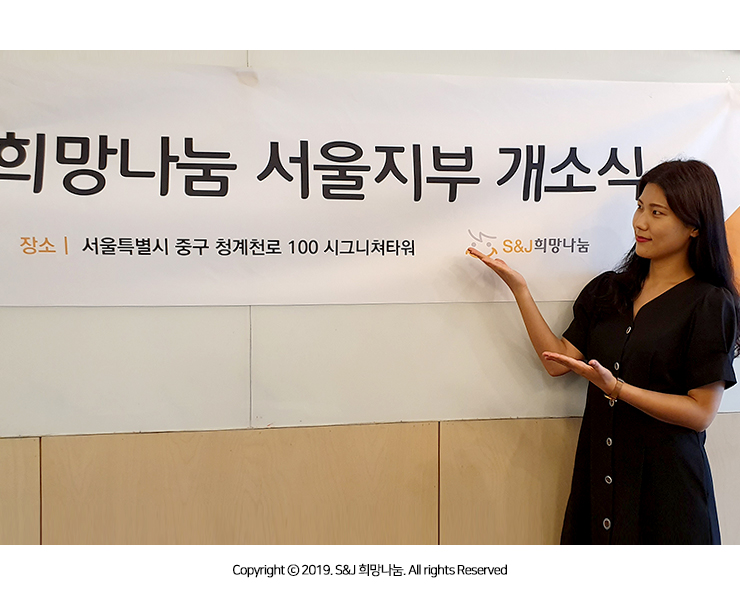 희망나눔 서울지부 개소식
장소 | 서울특별시 중구 청계천로 100 시그니쳐타워
S&J희망나눔
Copyright ⓒ 2019. S&J 희망나눔. All rights Reserved